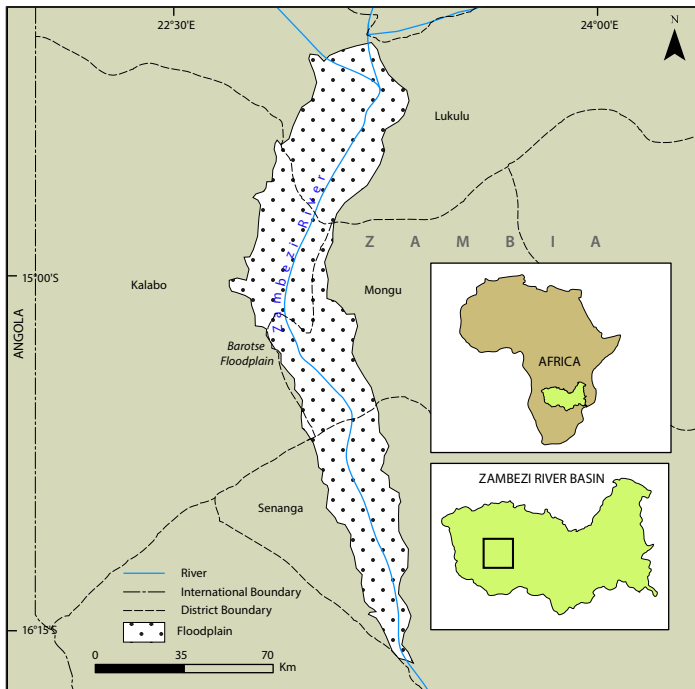 22°30'E
24°00'E
N
Lukulu
ZAMBIA
Zambezi River
15°00'S
Kalabo
Mongu
ANGOLA
Barotse
Floodplain
AFRICA
ZAMBEZI RIVER BASIN
Senanga
River
International Boundary
District Boundary
Floodplain
16°15'S
0 35 70
Km